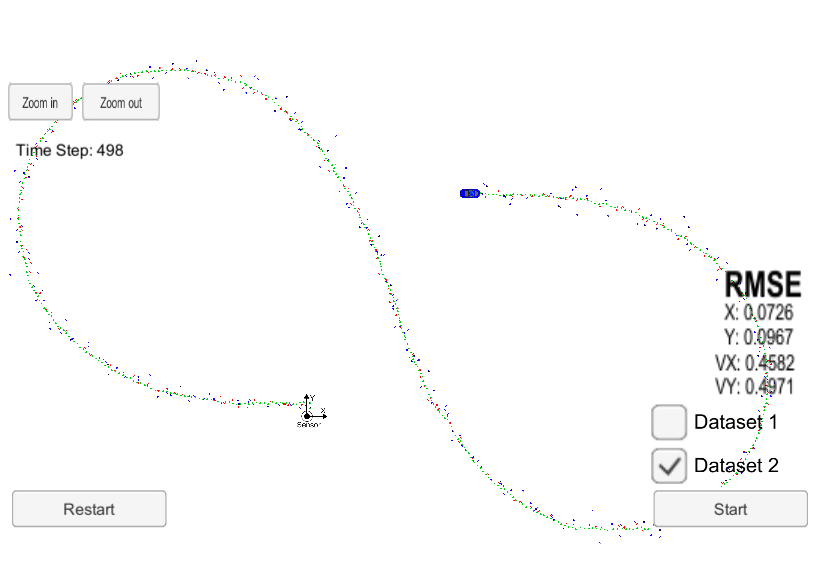 Zoom in
Zoom out
Time Step: 498
RMSE
X: 0.0726
Y: 0.0967
VX: 0.4582
VY: 0.4971
Y
X
Sensor
Dataset 1
Dataset 2
Restart
Start